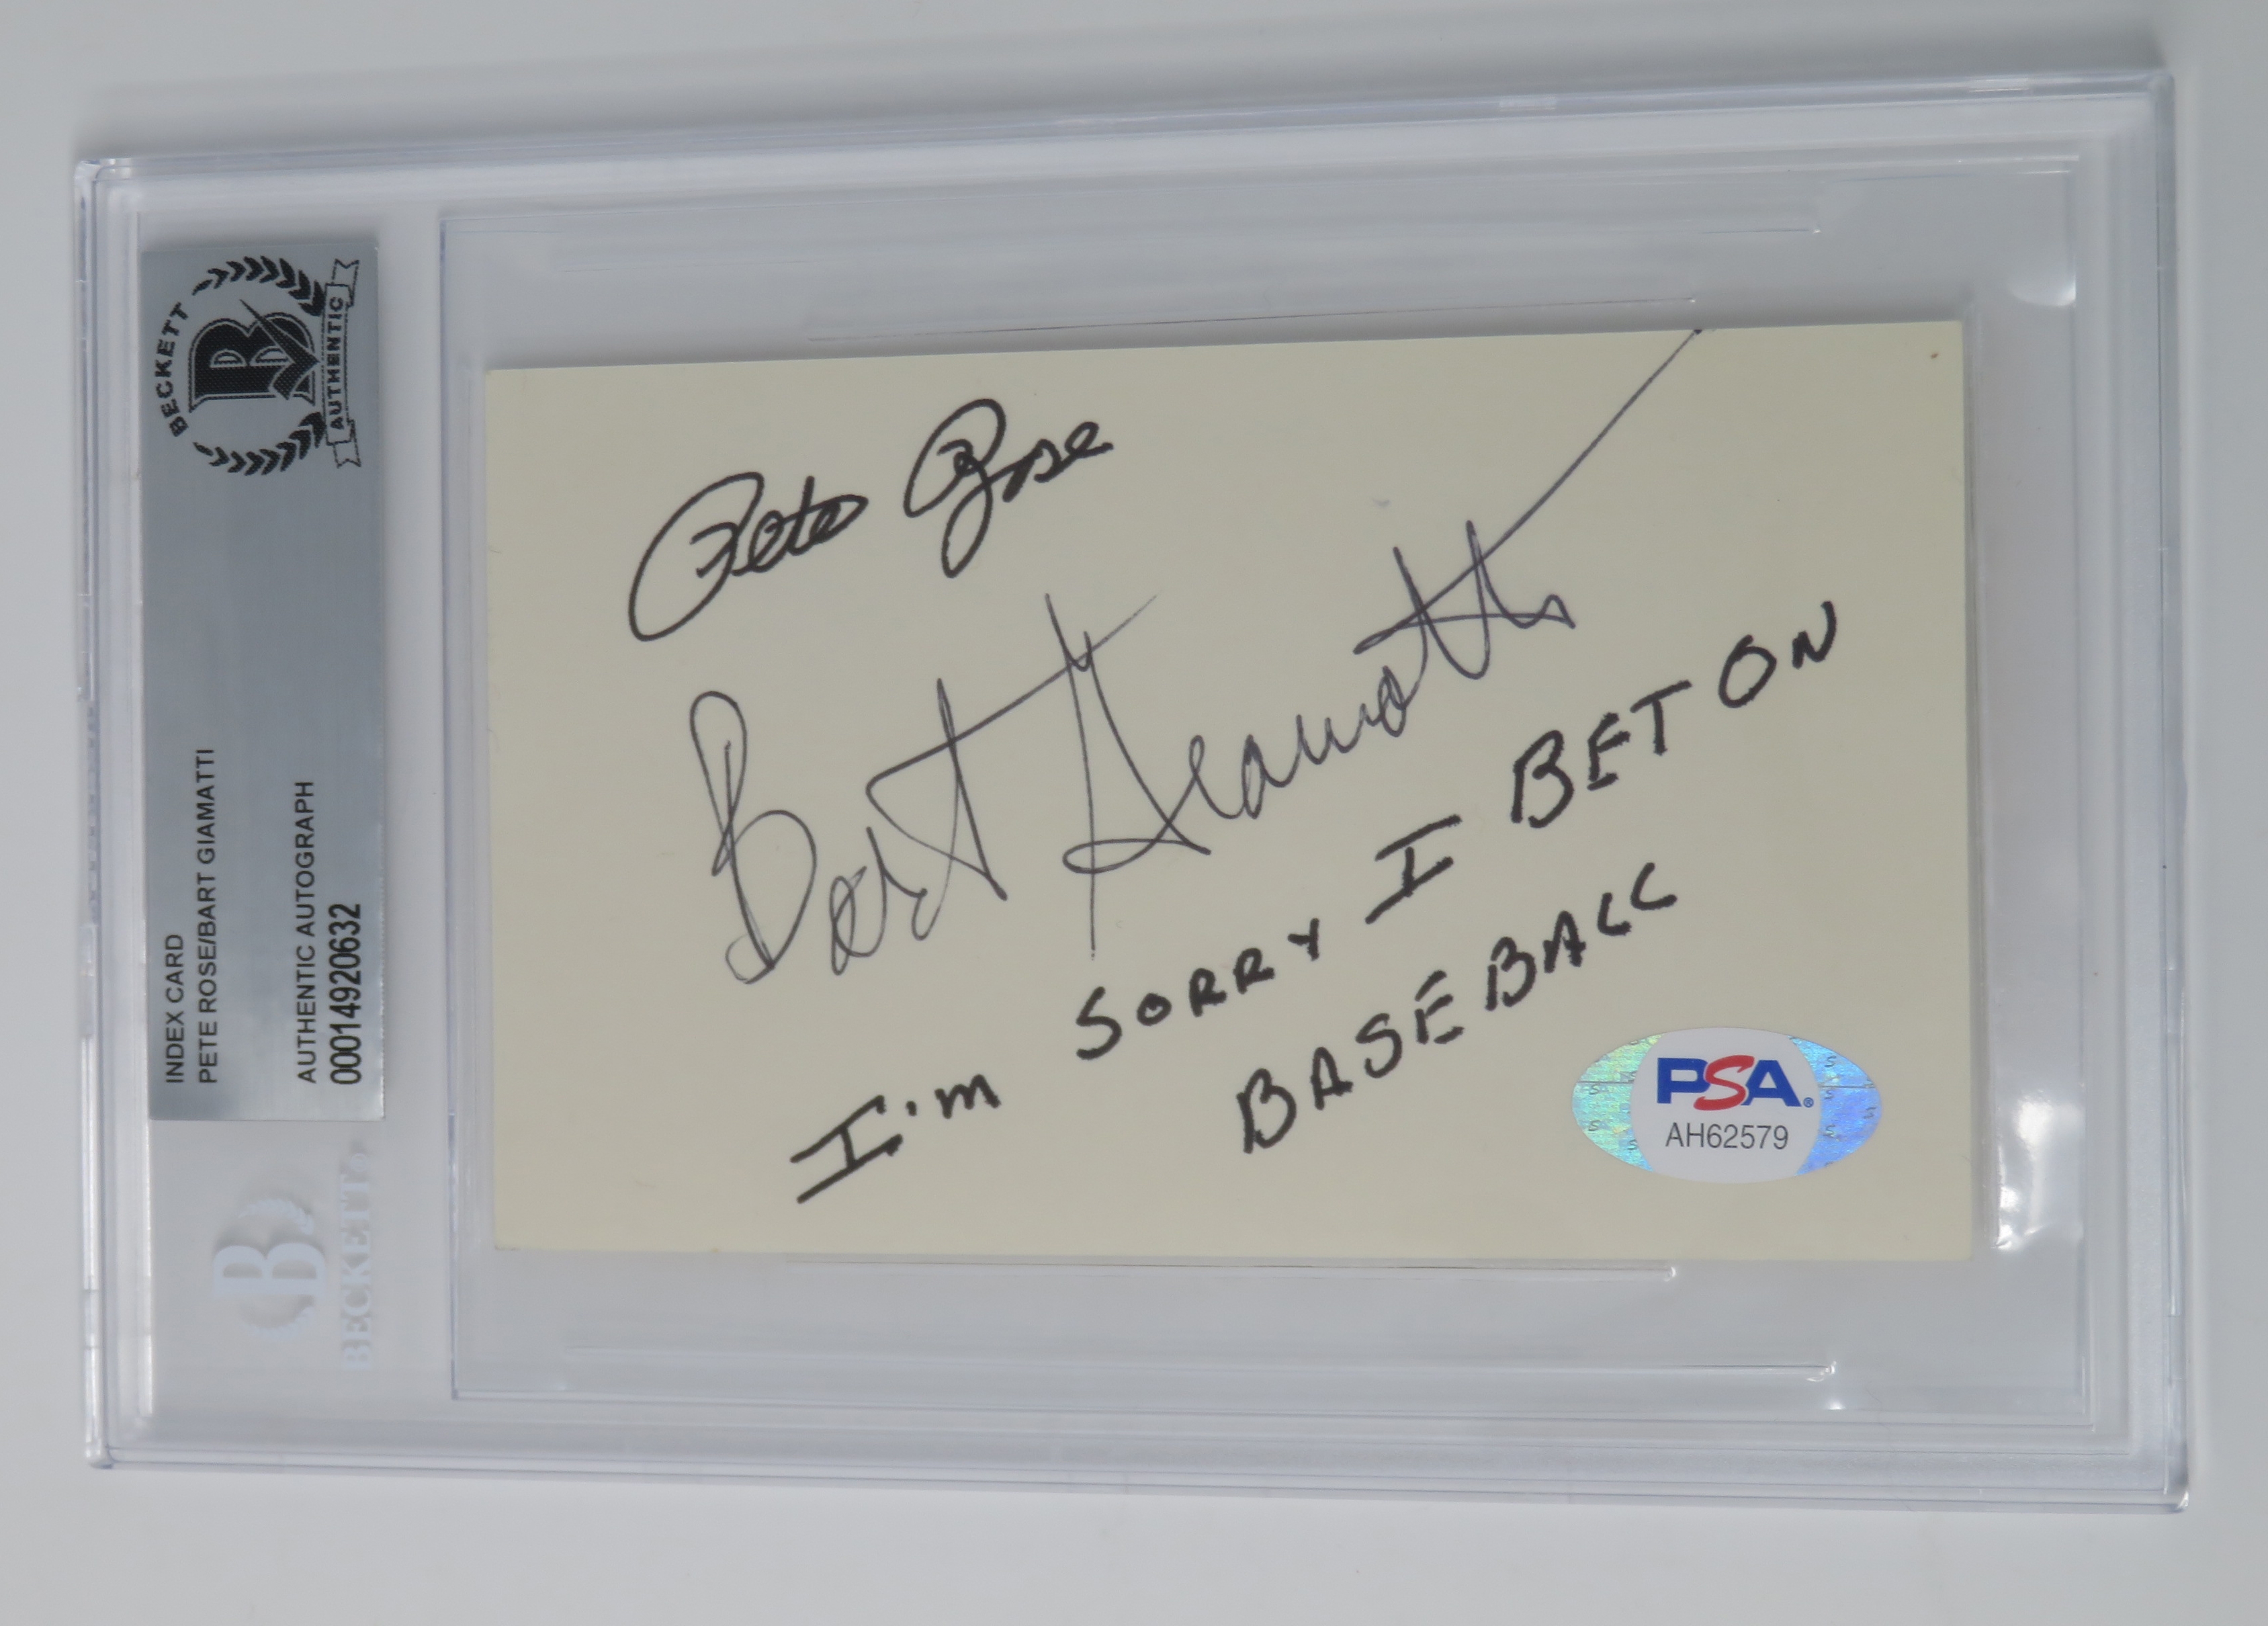 BECKETT
B
AUTHENTIC
INDEX CARD
PETE ROSE/BART GIAMATTI
AUTHENTIC AUTOGRAPH
00014920632
B
BECKETT
Pete Rose
Bart Giamatti
I'm SORRY I BET ON
BASEBALL
PSA®
AH62579